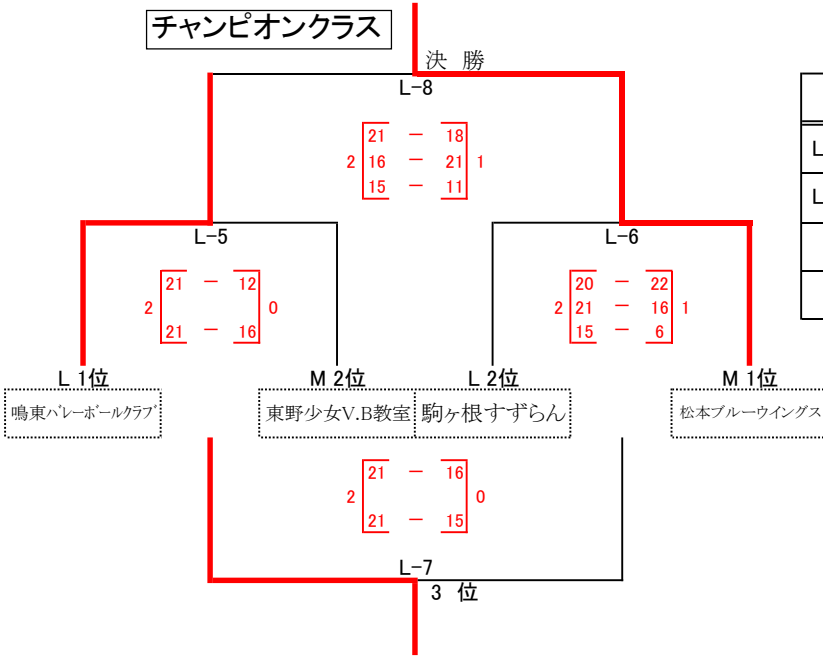 チャンピオンクラス
決 勝
L-8
21 － 18
2 16 － 21 1
15 － 11
L-5
L-6
21 － 12
2 0
21 － 16
20 － 22
2 21 － 16 1
15 － 6
L
L
L 1位 M 2位 L 2位 M 1位
鳴東バレーボールクラブ 東野少女V.B教室 駒ヶ根すずらん 松本ブルーウイングス
21 － 16
2 0
21 － 15
L-7
3 位